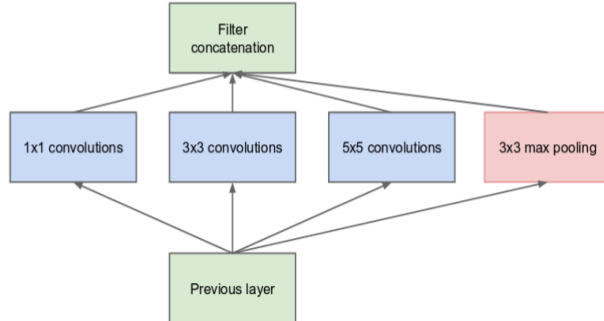 Filter
concatenation
1x1 convolutions
3x3 convolutions
5x5 convolutions
3x3 max pooling
Previous layer